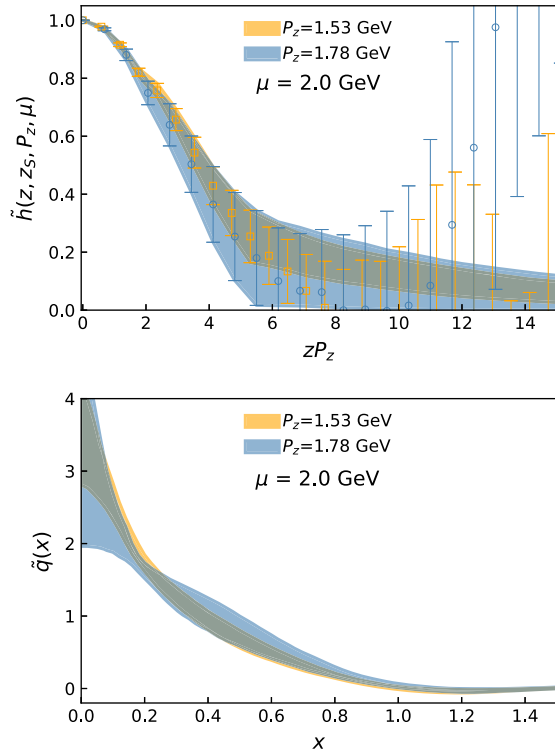 1.0
0.8
0.6
0.4
0.2
0.0
h̃(z, z_S, P_z, μ)
P_z=1.53 GeV
P_z=1.78 GeV
μ = 2.0 GeV
0 2 4 6 8 10 12 14
zP_z
4
3
2
1
0
q̃(x)
P_z=1.53 GeV
P_z=1.78 GeV
μ = 2.0 GeV
0.0 0.2 0.4 0.6 0.8 1.0 1.2 1.4
x